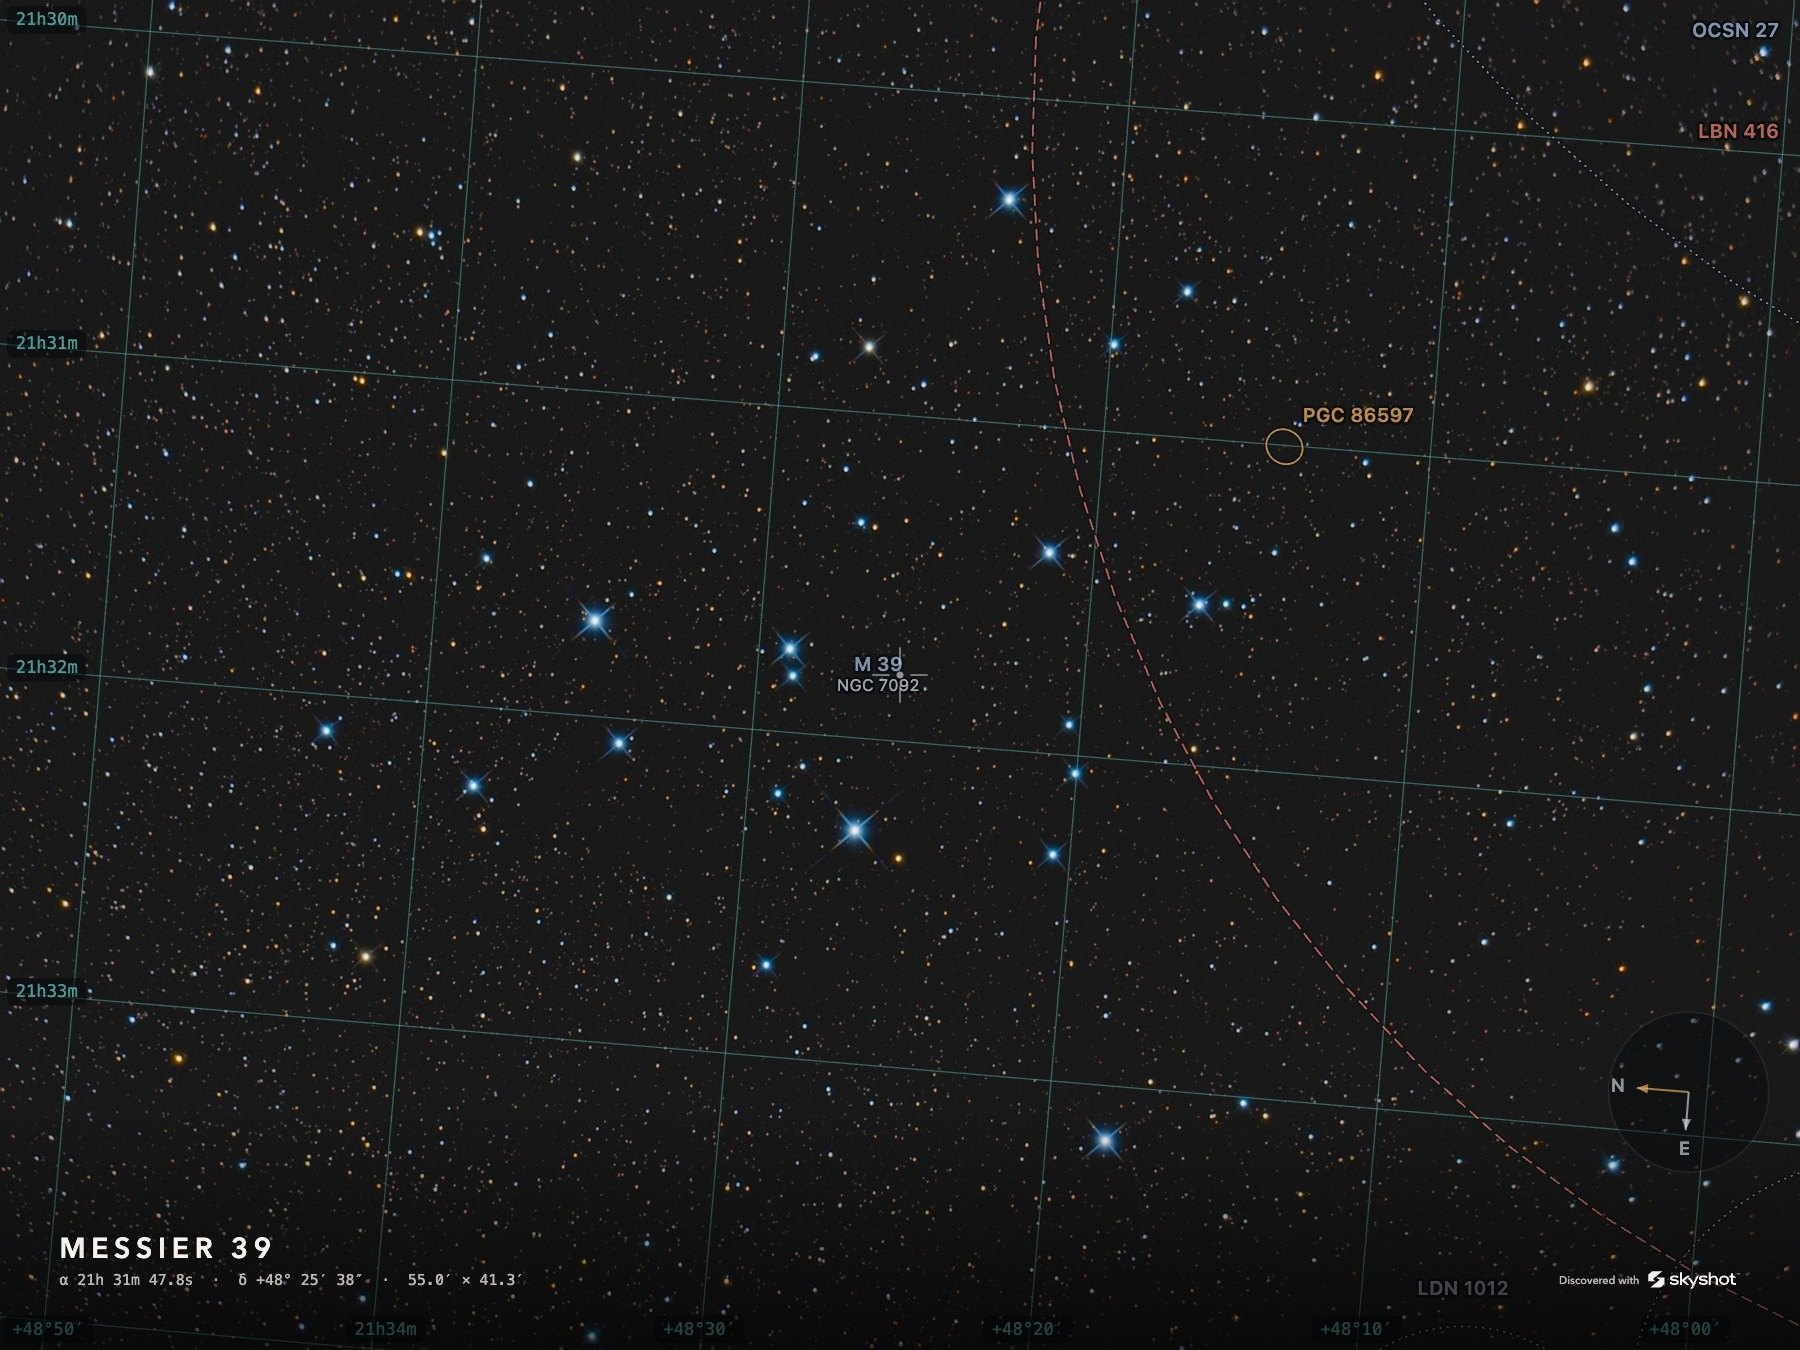 21h30m
OCSN 27
LBN 416
21h31m
PGC 86597
M 39
NGC 7092
21h32m
21h33m
N
E
MESSIER 39
α 21h 31m 47.8s · δ +48° 25′ 38″ · 55.0′ × 41.3′
Discovered with skyshot
LDN 1012
+48°50′
21h34m
+48°30′
+48°20′
+48°10′
+48°00′